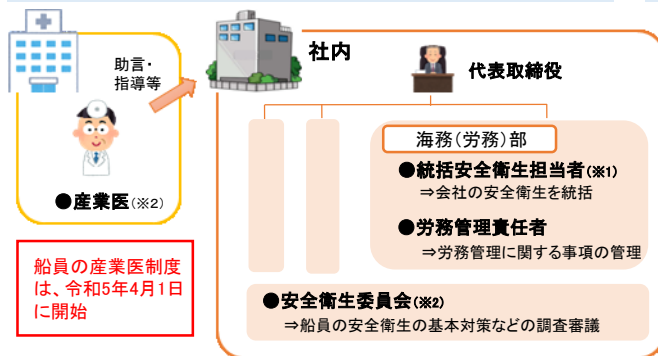 助言・
指導等
●産業医(※2)
船員の産業医制度
は、令和5年4月1日
に開始
社内
代表取締役
海務(労務)部
●統括安全衛生担当者(※1)
⇒会社の安全衛生を統括
●労務管理責任者
⇒労務管理に関する事項の管理
●安全衛生委員会(※2)
⇒船員の安全衛生の基本対策などの調査審議